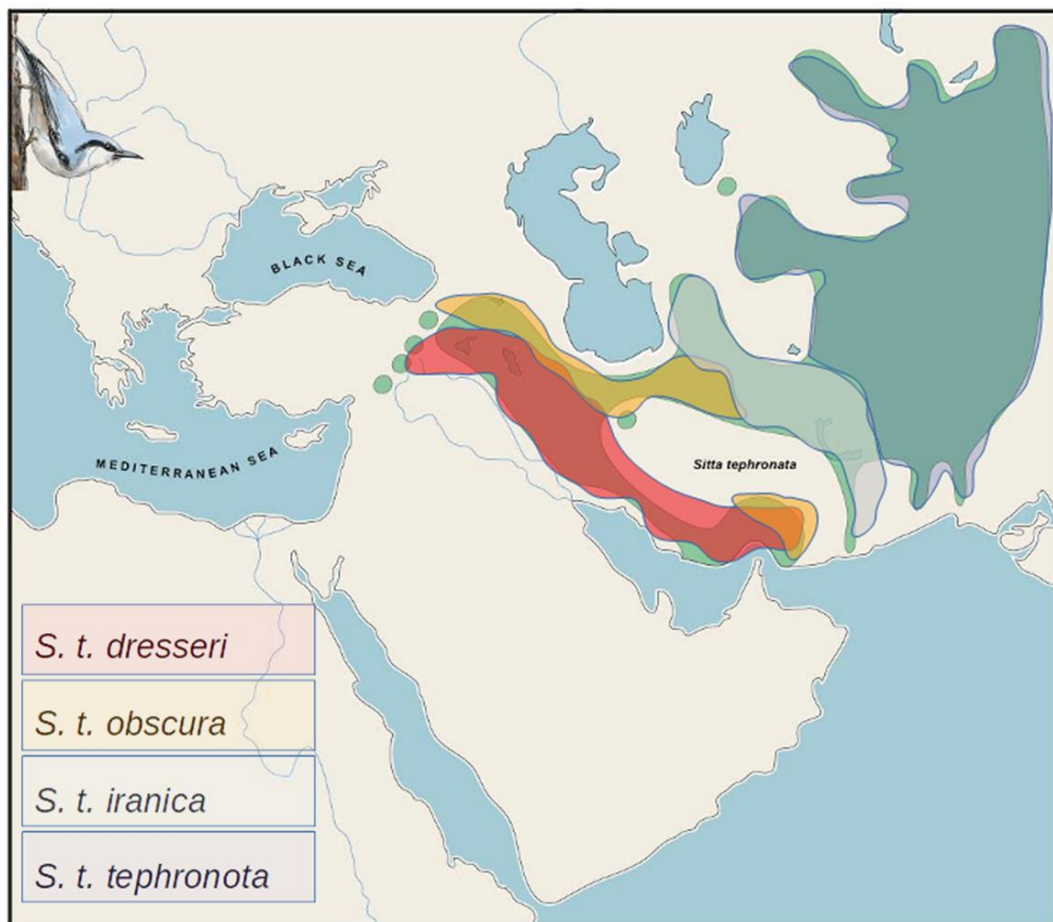 BLACK SEA
MEDITERRANEAN SEA
Sitta tephronata
S. t. dresseri
S. t. obscura
S. t. iranica
S. t. tephronota